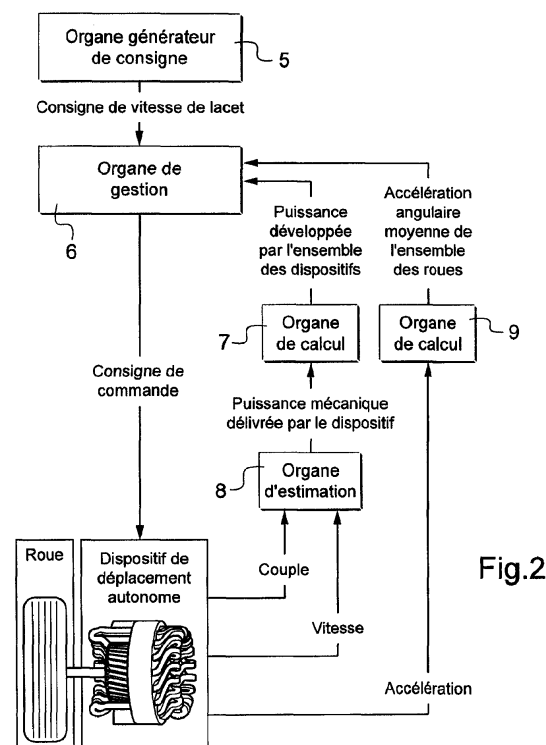 Organe générateur
de consigne
5
Consigne de vitesse de lacet
Organe de
gestion
6
Puissance
développée
par l'ensemble
des dispositifs
Accélération
angulaire
moyenne de
l'ensemble
des roues
7
Organe
de calcul
Organe
de calcul
9
Consigne de
commande
Puissance mécanique
délivrée par le dispositif
8
Organe
d'estimation
Roue
Dispositif de
déplacement
autonome
Couple
Vitesse
Accélération
Fig.2